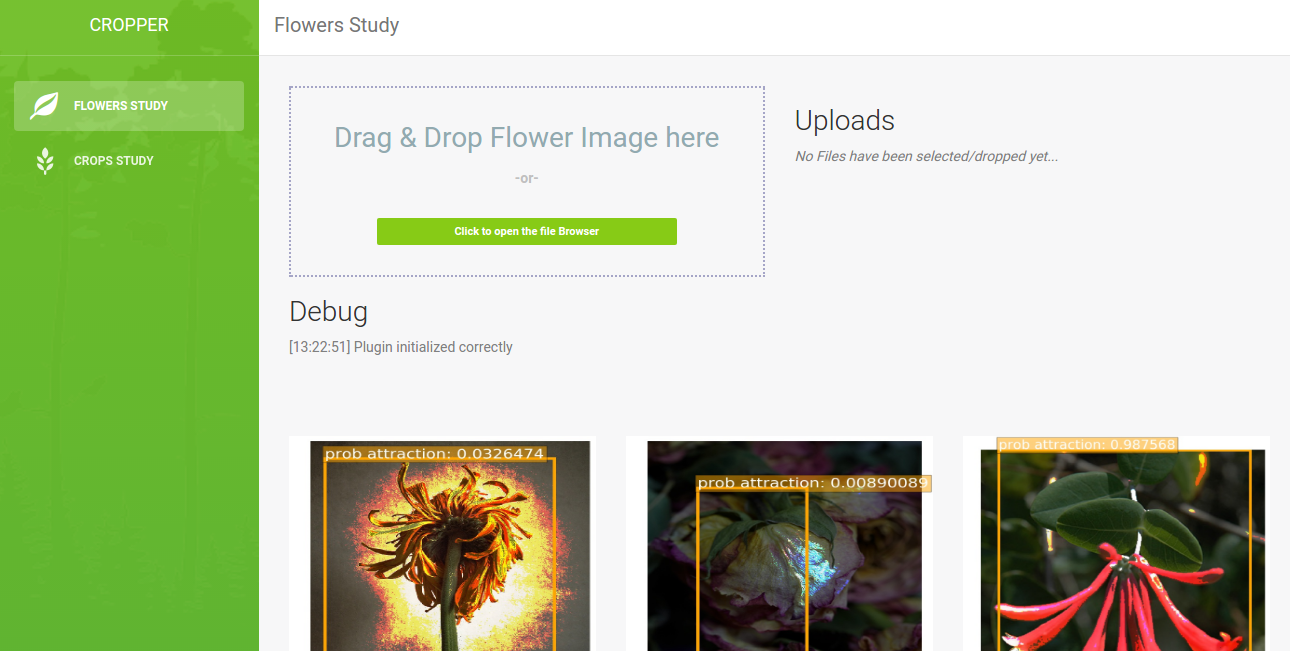 CROPPER
Flowers Study
FLOWERS STUDY
CROPS STUDY
Drag & Drop Flower Image here
-or-
Click to open the file Browser
Uploads
No Files have been selected/dropped yet...
Debug
[13:22:51] Plugin initialized correctly
prob attraction: 0.0326474
prob attraction: 0.00890089
prob attraction: 0.987568